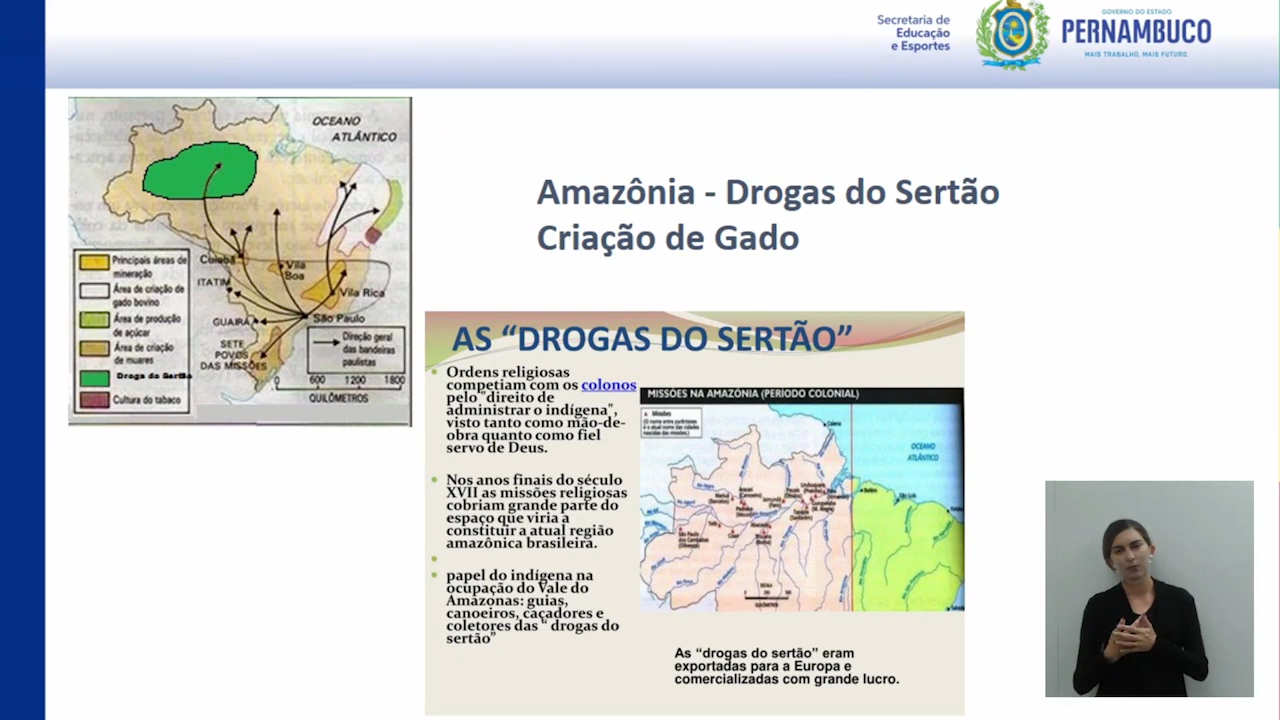 Secretaria de
Educação
e Esportes
GOVERNO DO ESTADO
PERNAMBUCO
MAIS TRABALHO, MAIS FUTURO.
OCEANO
ATLÂNTICO
Cuiabá
Vila
Boa
ITATIM
Vila Rica
GUAIRÁ
São Paulo
SETE
POVOS
DAS MISSÕES
Principais áreas de
mineração
Área de criação de
gado bovino
Área de produção
de açúcar
Área de criação
de muares
Droga do Sertão
Cultura do tabaco
Direção geral
das bandeiras
paulistas
0 600 1200 1800
QUILÔMETROS
Amazônia - Drogas do Sertão
Criação de Gado
AS “DROGAS DO SERTÃO”
Ordens religiosas
competiam com os colonos
pelo "direito de
administrar o indígena",
visto tanto como mão-de-
obra quanto como fiel
servo de Deus.
Nos anos finais do século
XVII as missões religiosas
cobriam grande parte do
espaço que viria a
constituir a atual região
amazônica brasileira.
papel do indígena na
ocupação do Vale do
Amazonas: guias,
canoeiros, caçadores e
coletores das “ drogas do
sertão”
MISSÕES NA AMAZÔNIA (PERIODO COLONIAL)
Missões
OCEANO
ATLÂNTICO
Belém
São Luís
As “drogas do sertão” eram
exportadas para a Europa e
comercializadas com grande lucro.